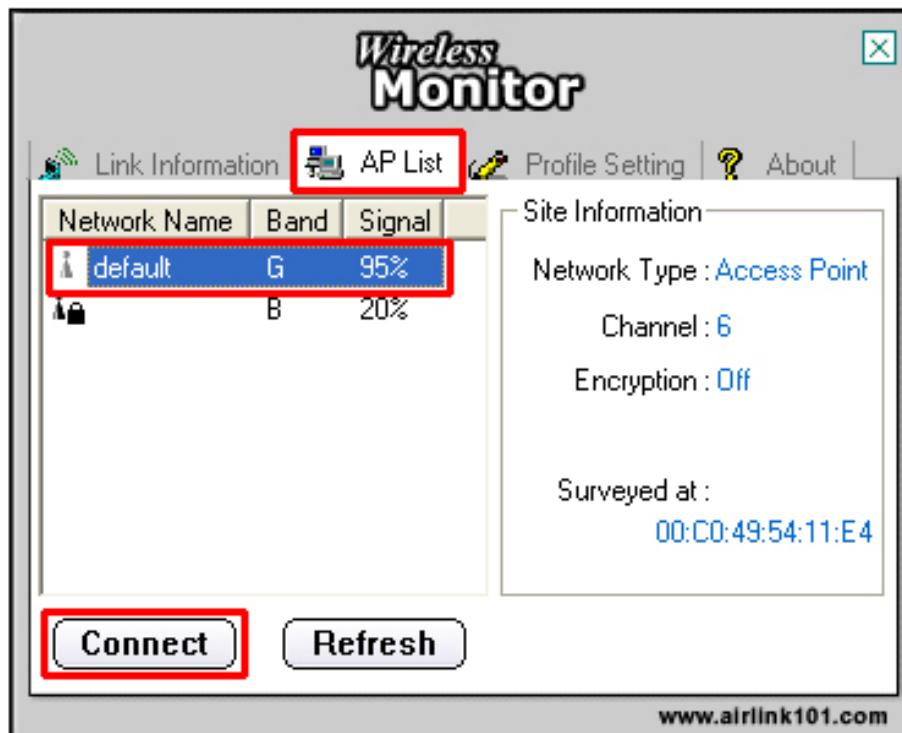 Wireless
Monitor
Link Information AP List Profile Setting ? About
Network Name Band Signal
default G 95%
B 20%
Site Information
Network Type : Access Point
Channel : 6
Encryption : Off
Surveyed at :
00:C0:49:54:11:E4
Connect Refresh
www.airlink101.com